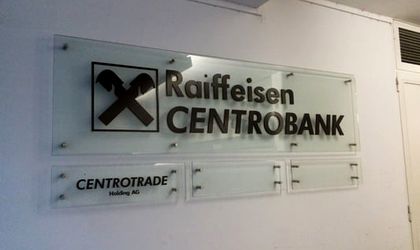 Raiffeisen
CENTROBANK
CENTROTRADE
Holding AG